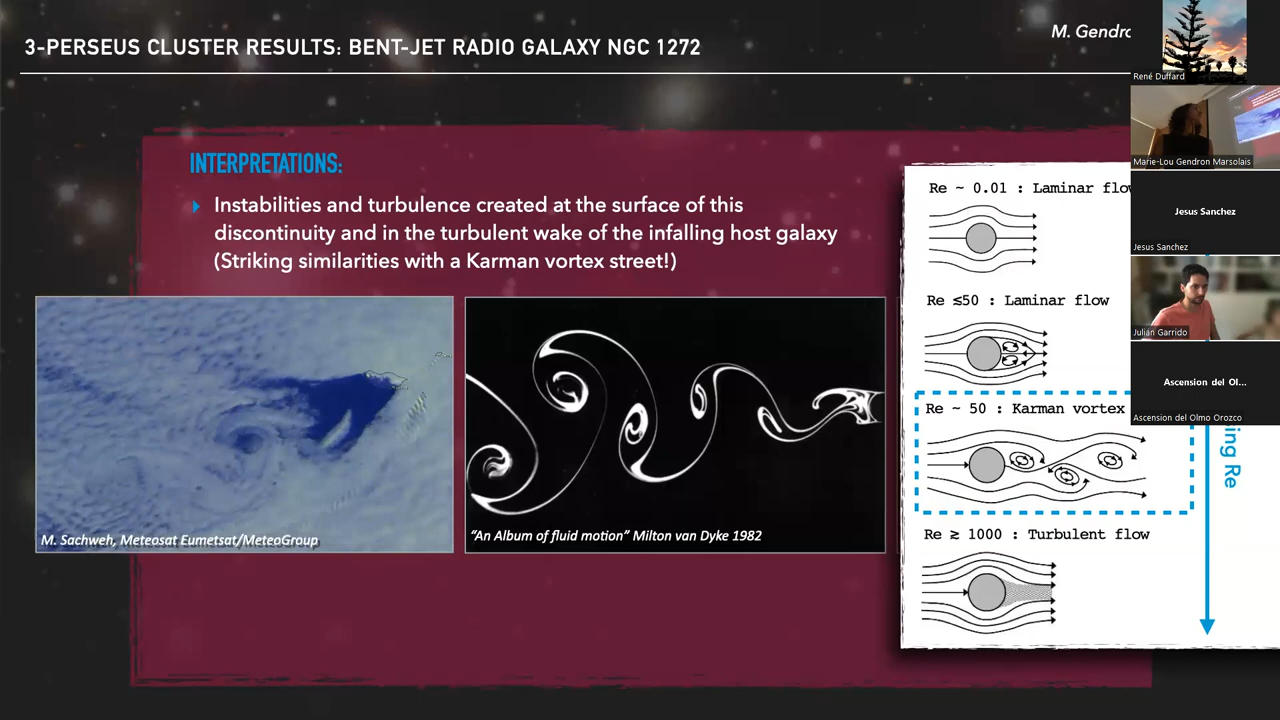 3-PERSEUS CLUSTER RESULTS: BENT-JET RADIO GALAXY NGC 1272
M. Gendro
René Duffard
Marie-Lou Gendron Marsolais
Jesus Sanchez
Jesus Sanchez
Julián Garrido
Ascension del Ol...
Ascension del Olmo Orozco
INTERPRETATIONS:
Instabilities and turbulence created at the surface of this
discontinuity and in the turbulent wake of the infalling host galaxy
(Striking similarities with a Karman vortex street!)
M. Sachweh, Meteosat Eumetsat/MeteoGroup
"An Album of fluid motion" Milton van Dyke 1982
Re ~ 0.01 : Laminar flow
Re ≲50 : Laminar flow
Re ~ 50 : Karman vortex
Re ≳ 1000 : Turbulent flow
ing Re